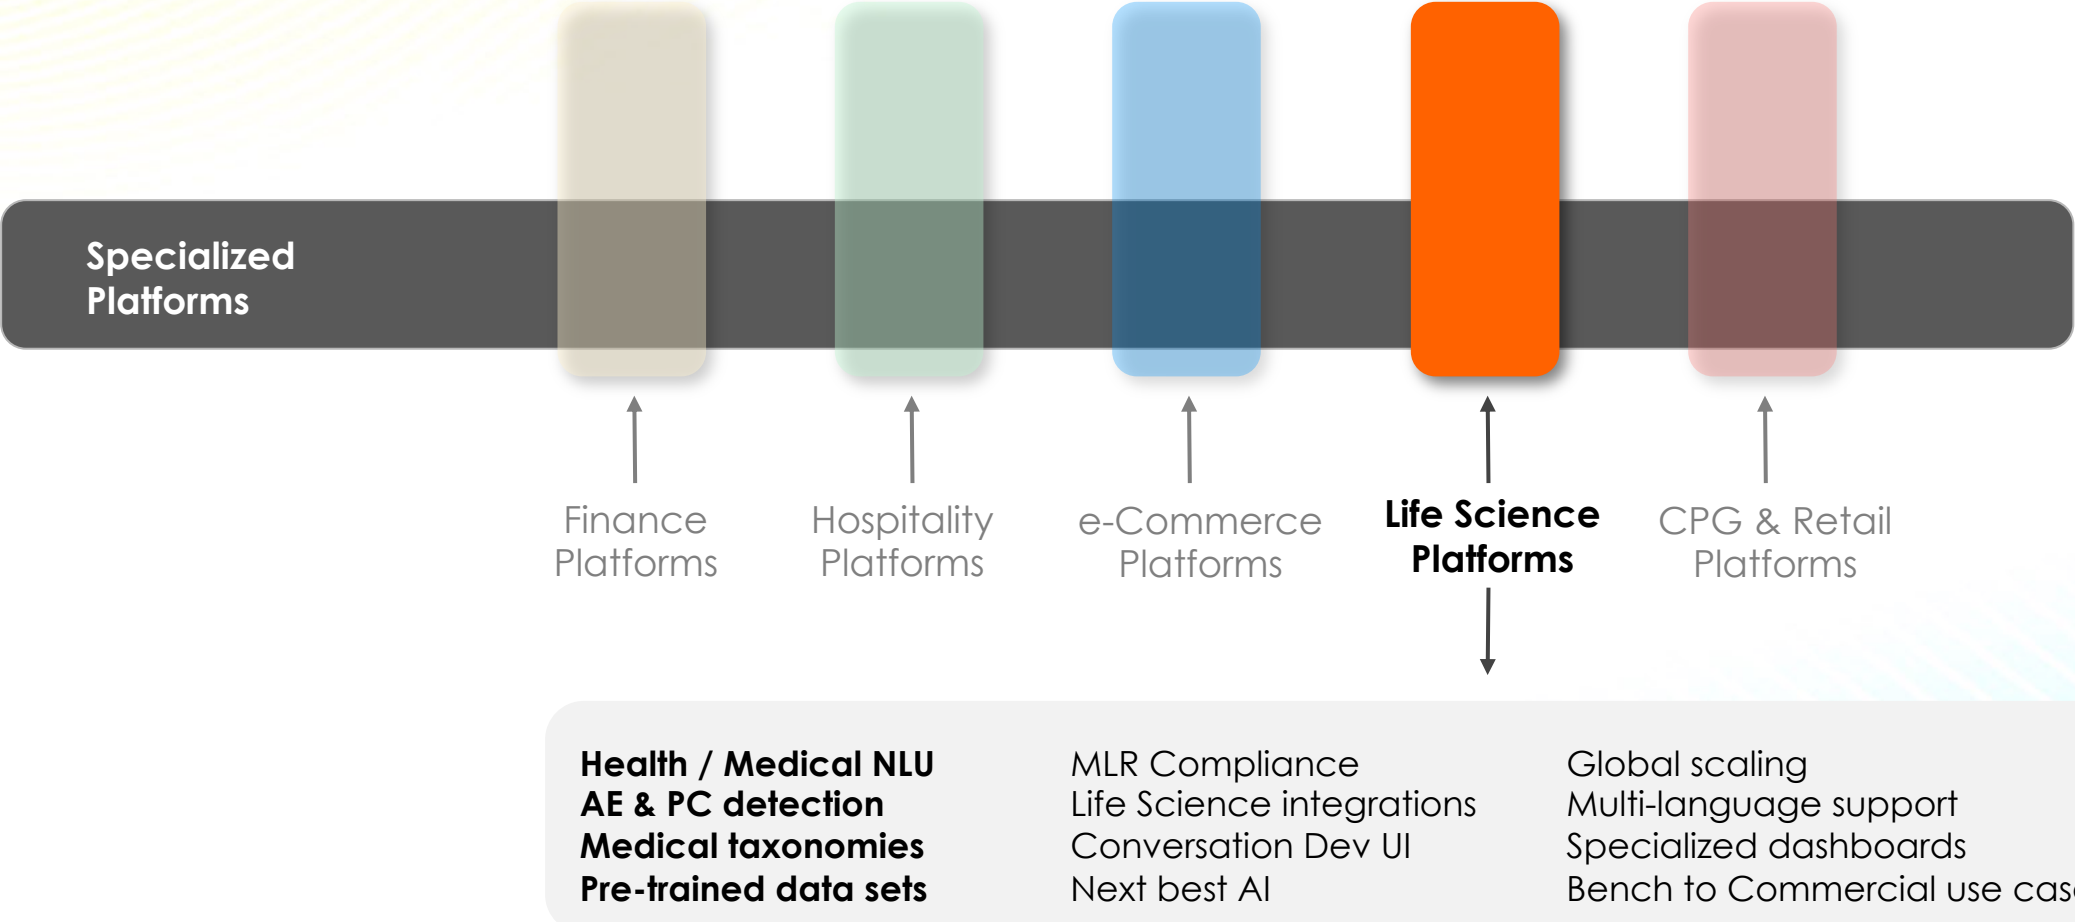 Specialized
Platforms
Finance
Platforms
Hospitality
Platforms
e-Commerce
Platforms
Life Science
Platforms
CPG & Retail
Platforms
Health / Medical NLU
AE & PC detection
Medical taxonomies
Pre-trained data sets
MLR Compliance
Life Science integrations
Conversation Dev UI
Next best AI
Global scaling
Multi-language support
Specialized dashboards
Bench to Commercial use